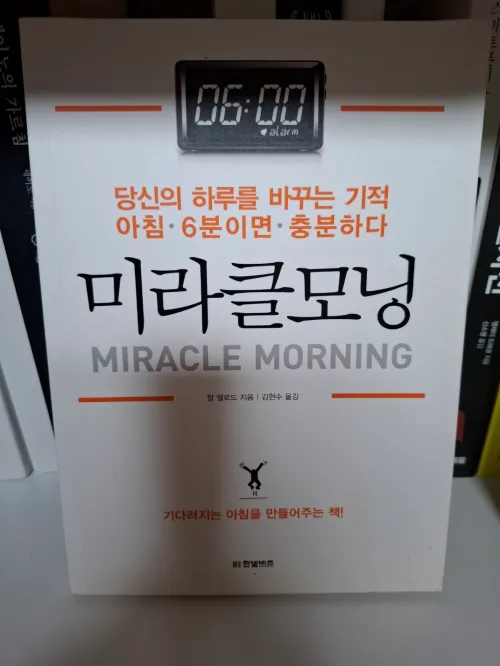 06:00
alarm
당신의 하루를 바꾸는 기적
아침·6분이면·충분하다
미라클모닝
MIRACLE MORNING
할 엘로드 지음 | 김현수 옮김
H
기다려지는 아침을 만들어주는 책!
한빛비즈